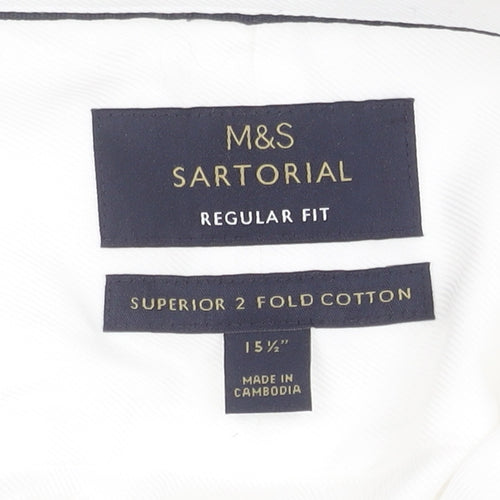 M&S
SARTORIAL
REGULAR FIT
SUPERIOR 2 FOLD COTTON
15½"
MADE IN
CAMBODIA